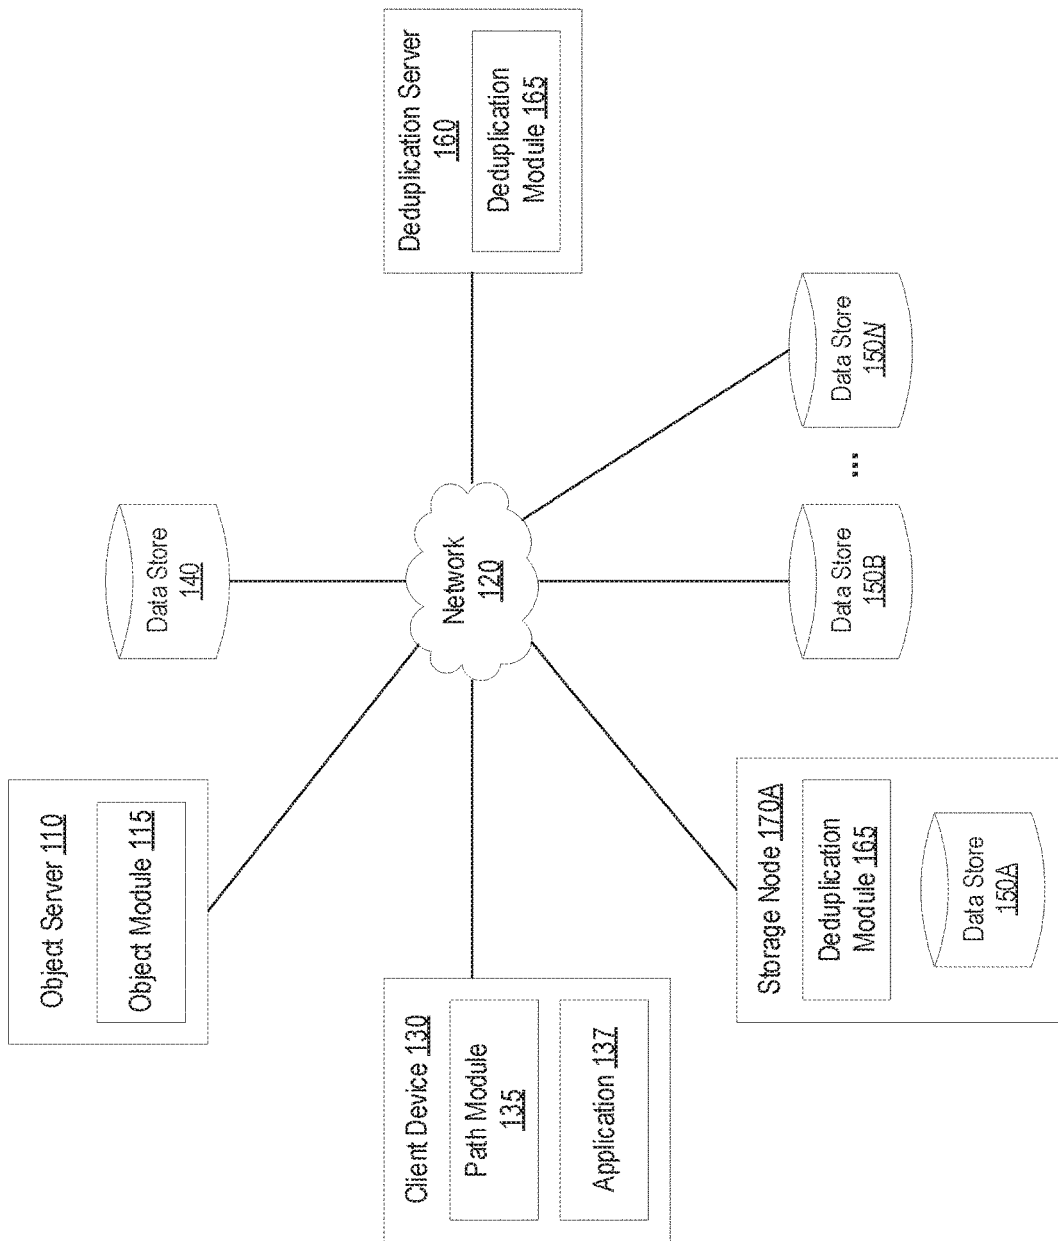 Object Server 110
Object Module 115
Data Store
140
Client Device 130
Path Module
135
Application 137
Network
120
Deduplication Server
160
Deduplication
Module 165
Storage Node 170A
Deduplication
Module 165
Data Store
150A
Data Store
150B
...
Data Store
150N